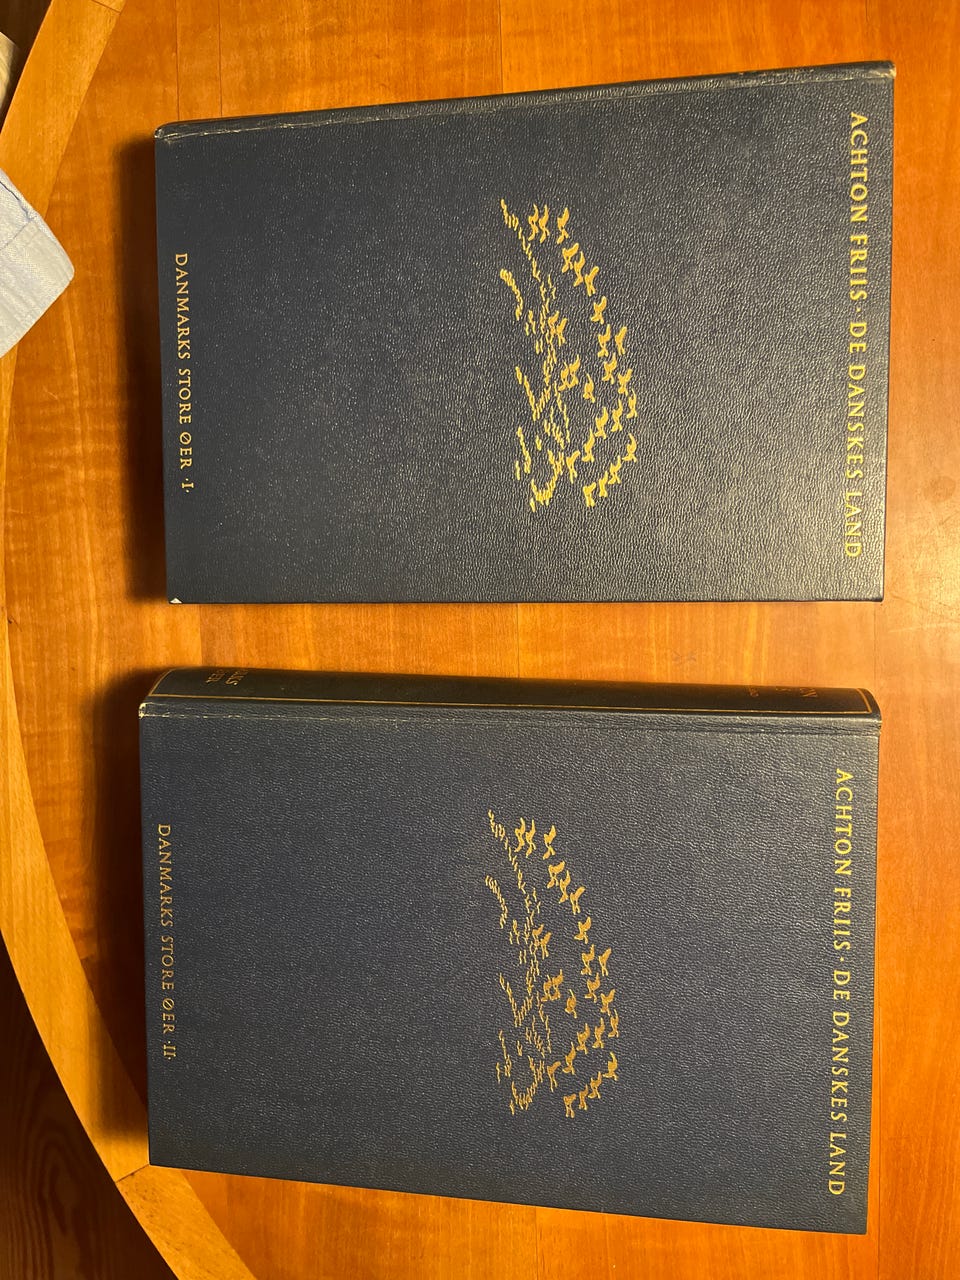 ACHTON FRIIS · DE DANSKES LAND
DANMARKS STORE ØER ·I·
ACHTON FRIIS · DE DANSKES LAND
DANMARKS STORE ØER ·II·